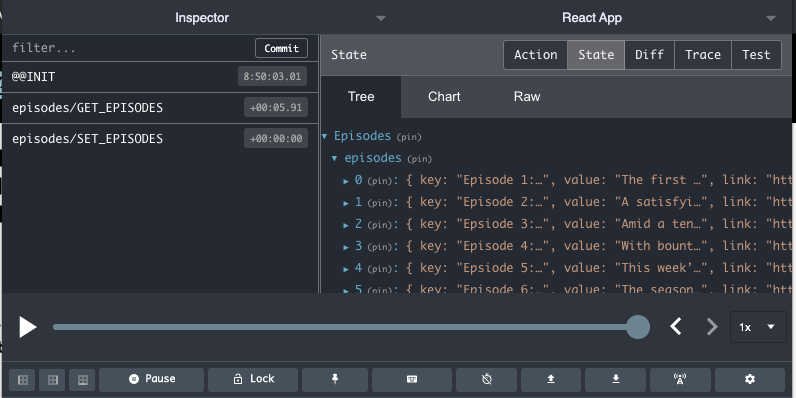 Inspector
React App
filter...
Commit
State
Action
State
Diff
Trace
Test
@@INIT
8:50:03.01
episodes/GET_EPISODES
+00:05.91
episodes/SET_EPISODES
+00:00:00
Tree
Chart
Raw
Episodes (pin)
episodes (pin)
0 (pin): { key: "Episode 1:…", value: "The first …", link: "htt
1 (pin): { key: "Episode 2:…", value: "A satisfyi…", link: "htt
2 (pin): { key: "Epsiode 3:…", value: "Amid a ten…", link: "htt
3 (pin): { key: "Episode 4:…", value: "With bount…", link: "htt
4 (pin): { key: "Epsiode 5:…", value: "This week’…", link: "htt
5 (pin): { key: "Episode 6:…", value: "The season…", link: "htt
1x
Pause
Lock